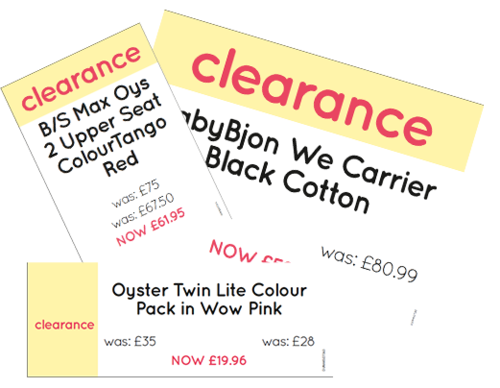 clearance
B/S Max Oys
2 Upper Seat
ColourTango
Red
was: £75
was: £67.50
NOW £61.95
clearance
abyBjon We Carrier
Black Cotton
NOW
was: £80.99
clearance
Oyster Twin Lite Colour
Pack in Wow Pink
was: £35
was: £28
NOW £19.96